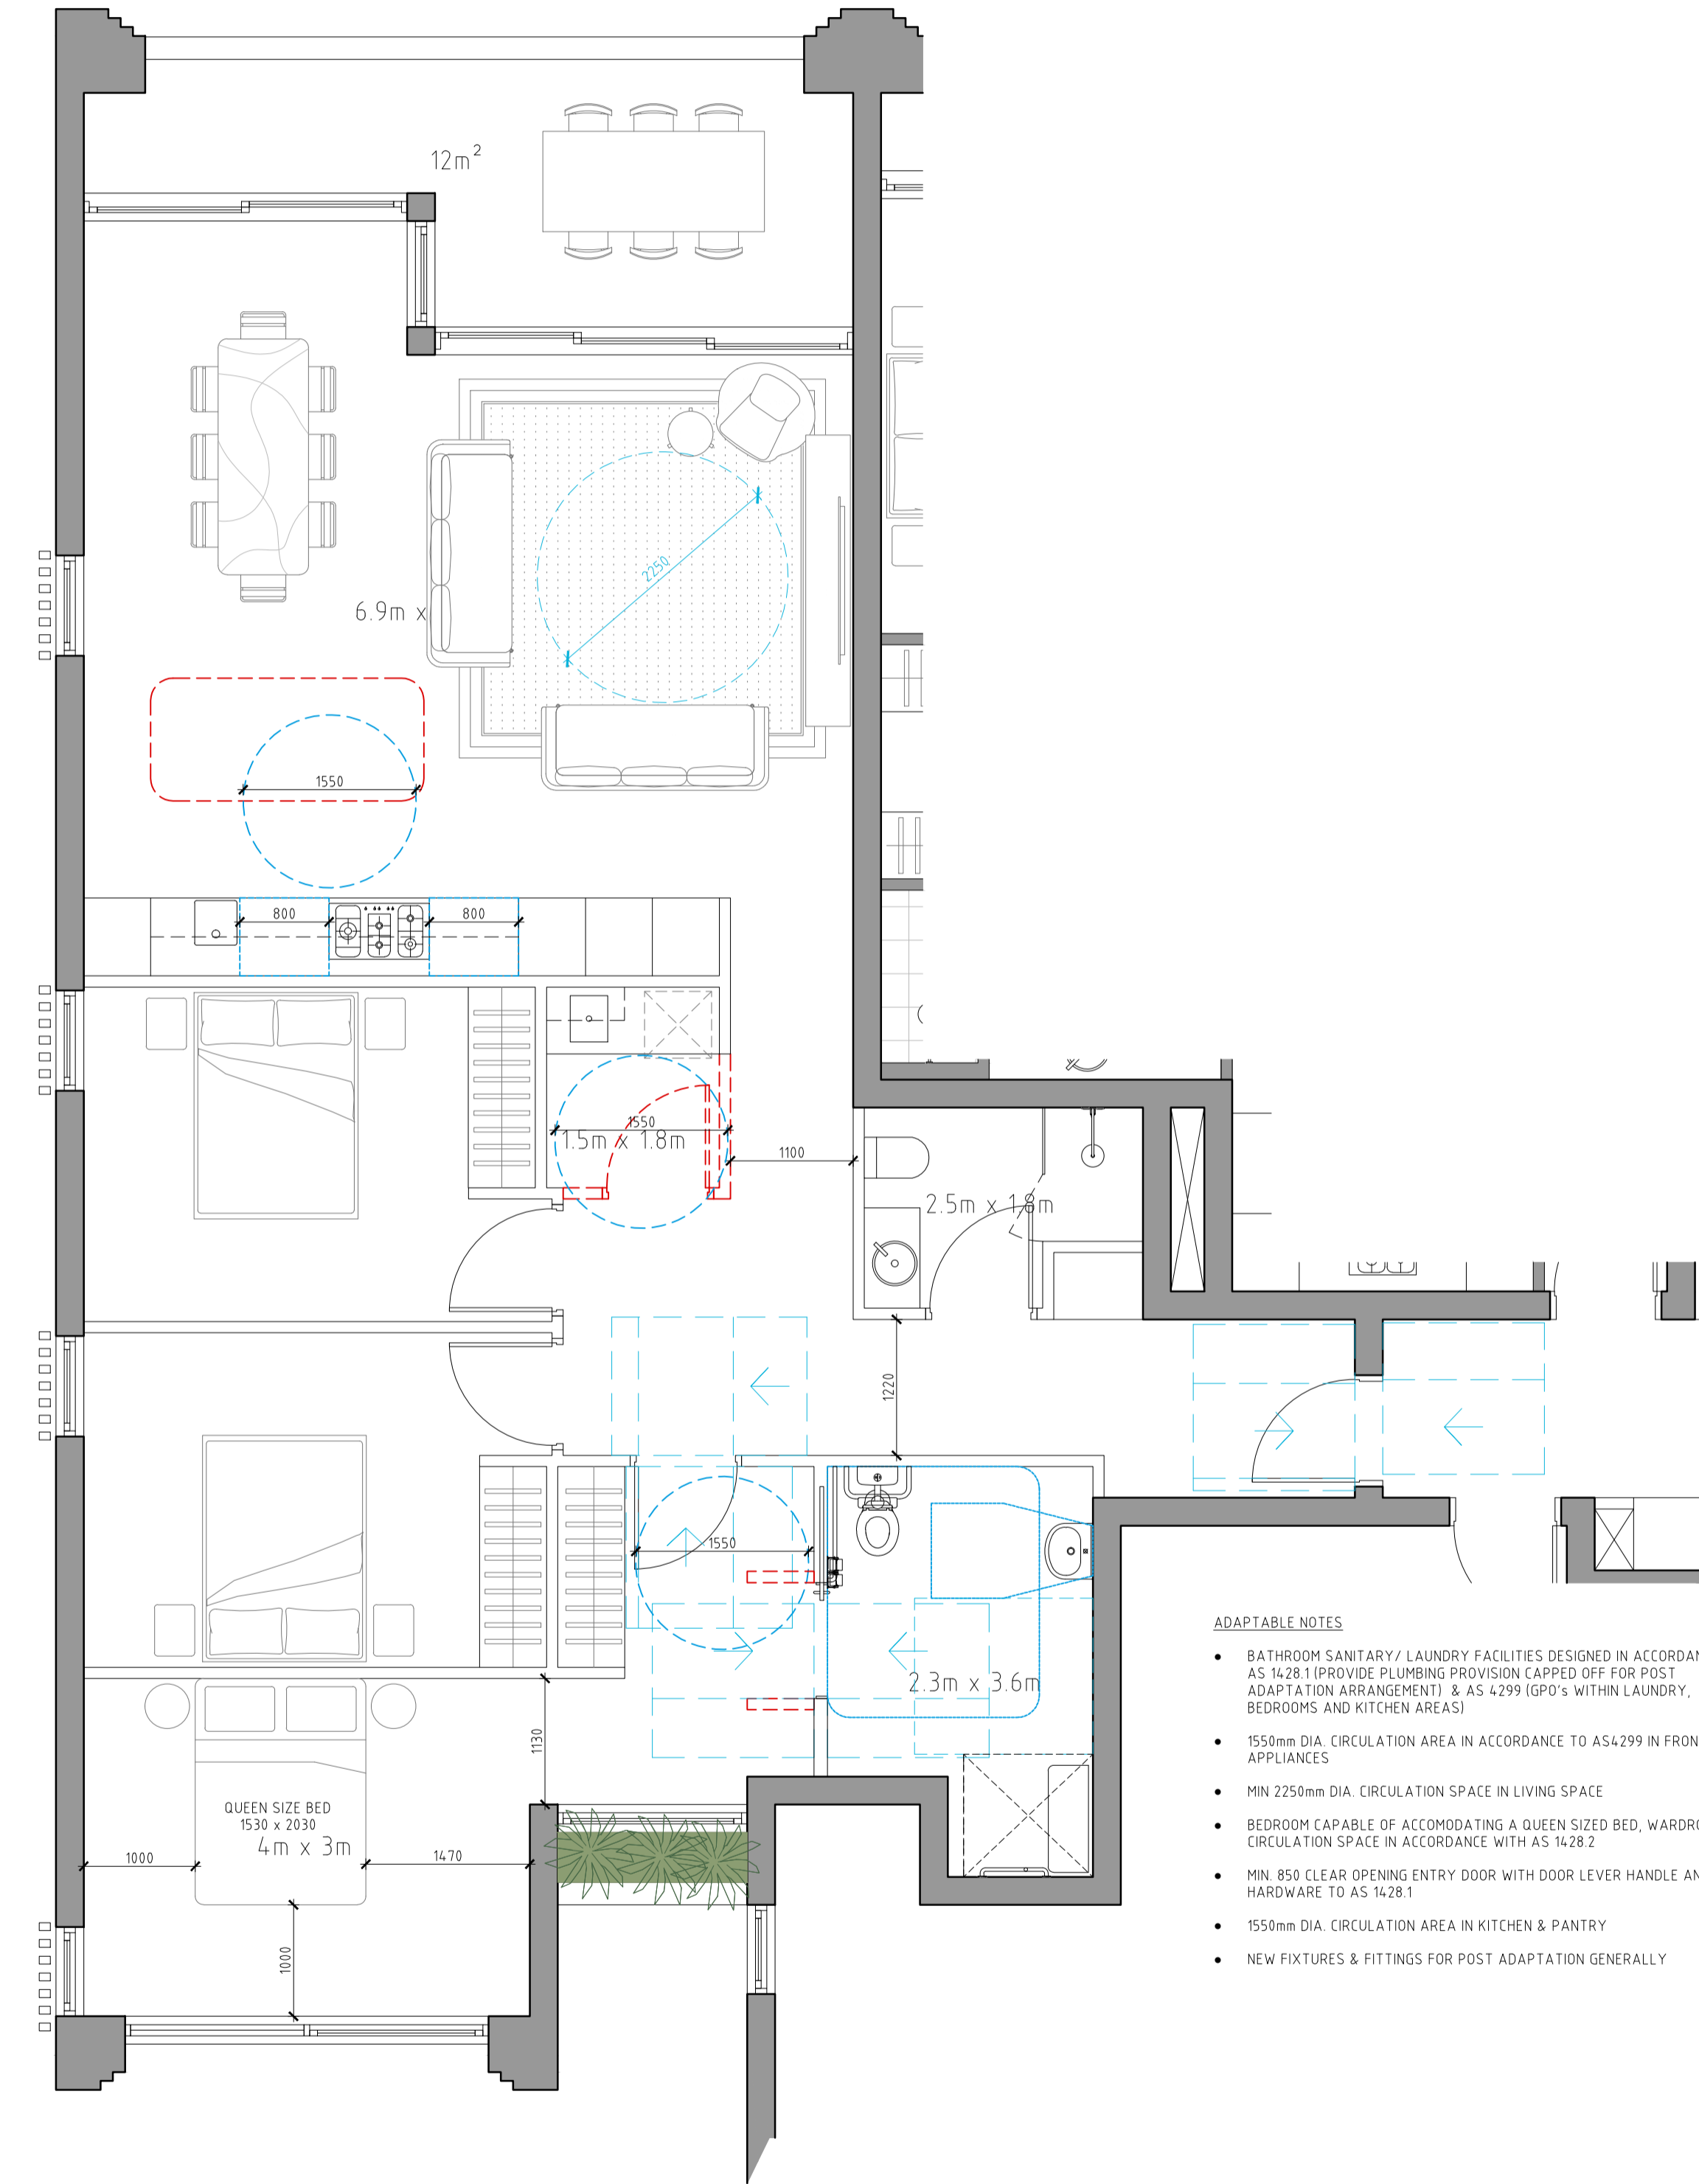 12m²
2250
6.9m x
1550
800
800
1550
1.5m x 1.8m
1100
2.5m x 1.8m
1220
1550
2.3m x 3.6m
1130
QUEEN SIZE BED
1530 x 2030
4m x 3m
1000
1470
1000
ADAPTABLE NOTES
• BATHROOM SANITARY/ LAUNDRY FACILITIES DESIGNED IN
AS 1428.1 (PROVIDE PLUMBING PROVISION CAPPED OFF FOR POST
ADAPTATION ARRANGEMENT) & AS 4299 (GPO's WITHIN LAUNDRY,
BEDROOMS AND KITCHEN AREAS)
• 1550mm DIA. CIRCULATION AREA IN ACCORDANCE TO AS4299 IN
APPLIANCES
• MIN 2250mm DIA. CIRCULATION SPACE IN LIVING SPACE
• BEDROOM CAPABLE OF ACCOMODATING A QUEEN SIZED BED,
CIRCULATION SPACE IN ACCORDANCE WITH AS 1428.2
• MIN. 850 CLEAR OPENING ENTRY DOOR WITH DOOR LEVER HANDLE
HARDWARE TO AS 1428.1
• 1550mm DIA. CIRCULATION AREA IN KITCHEN & PANTRY
• NEW FIXTURES & FITTINGS FOR POST ADAPTATION GENERALLY